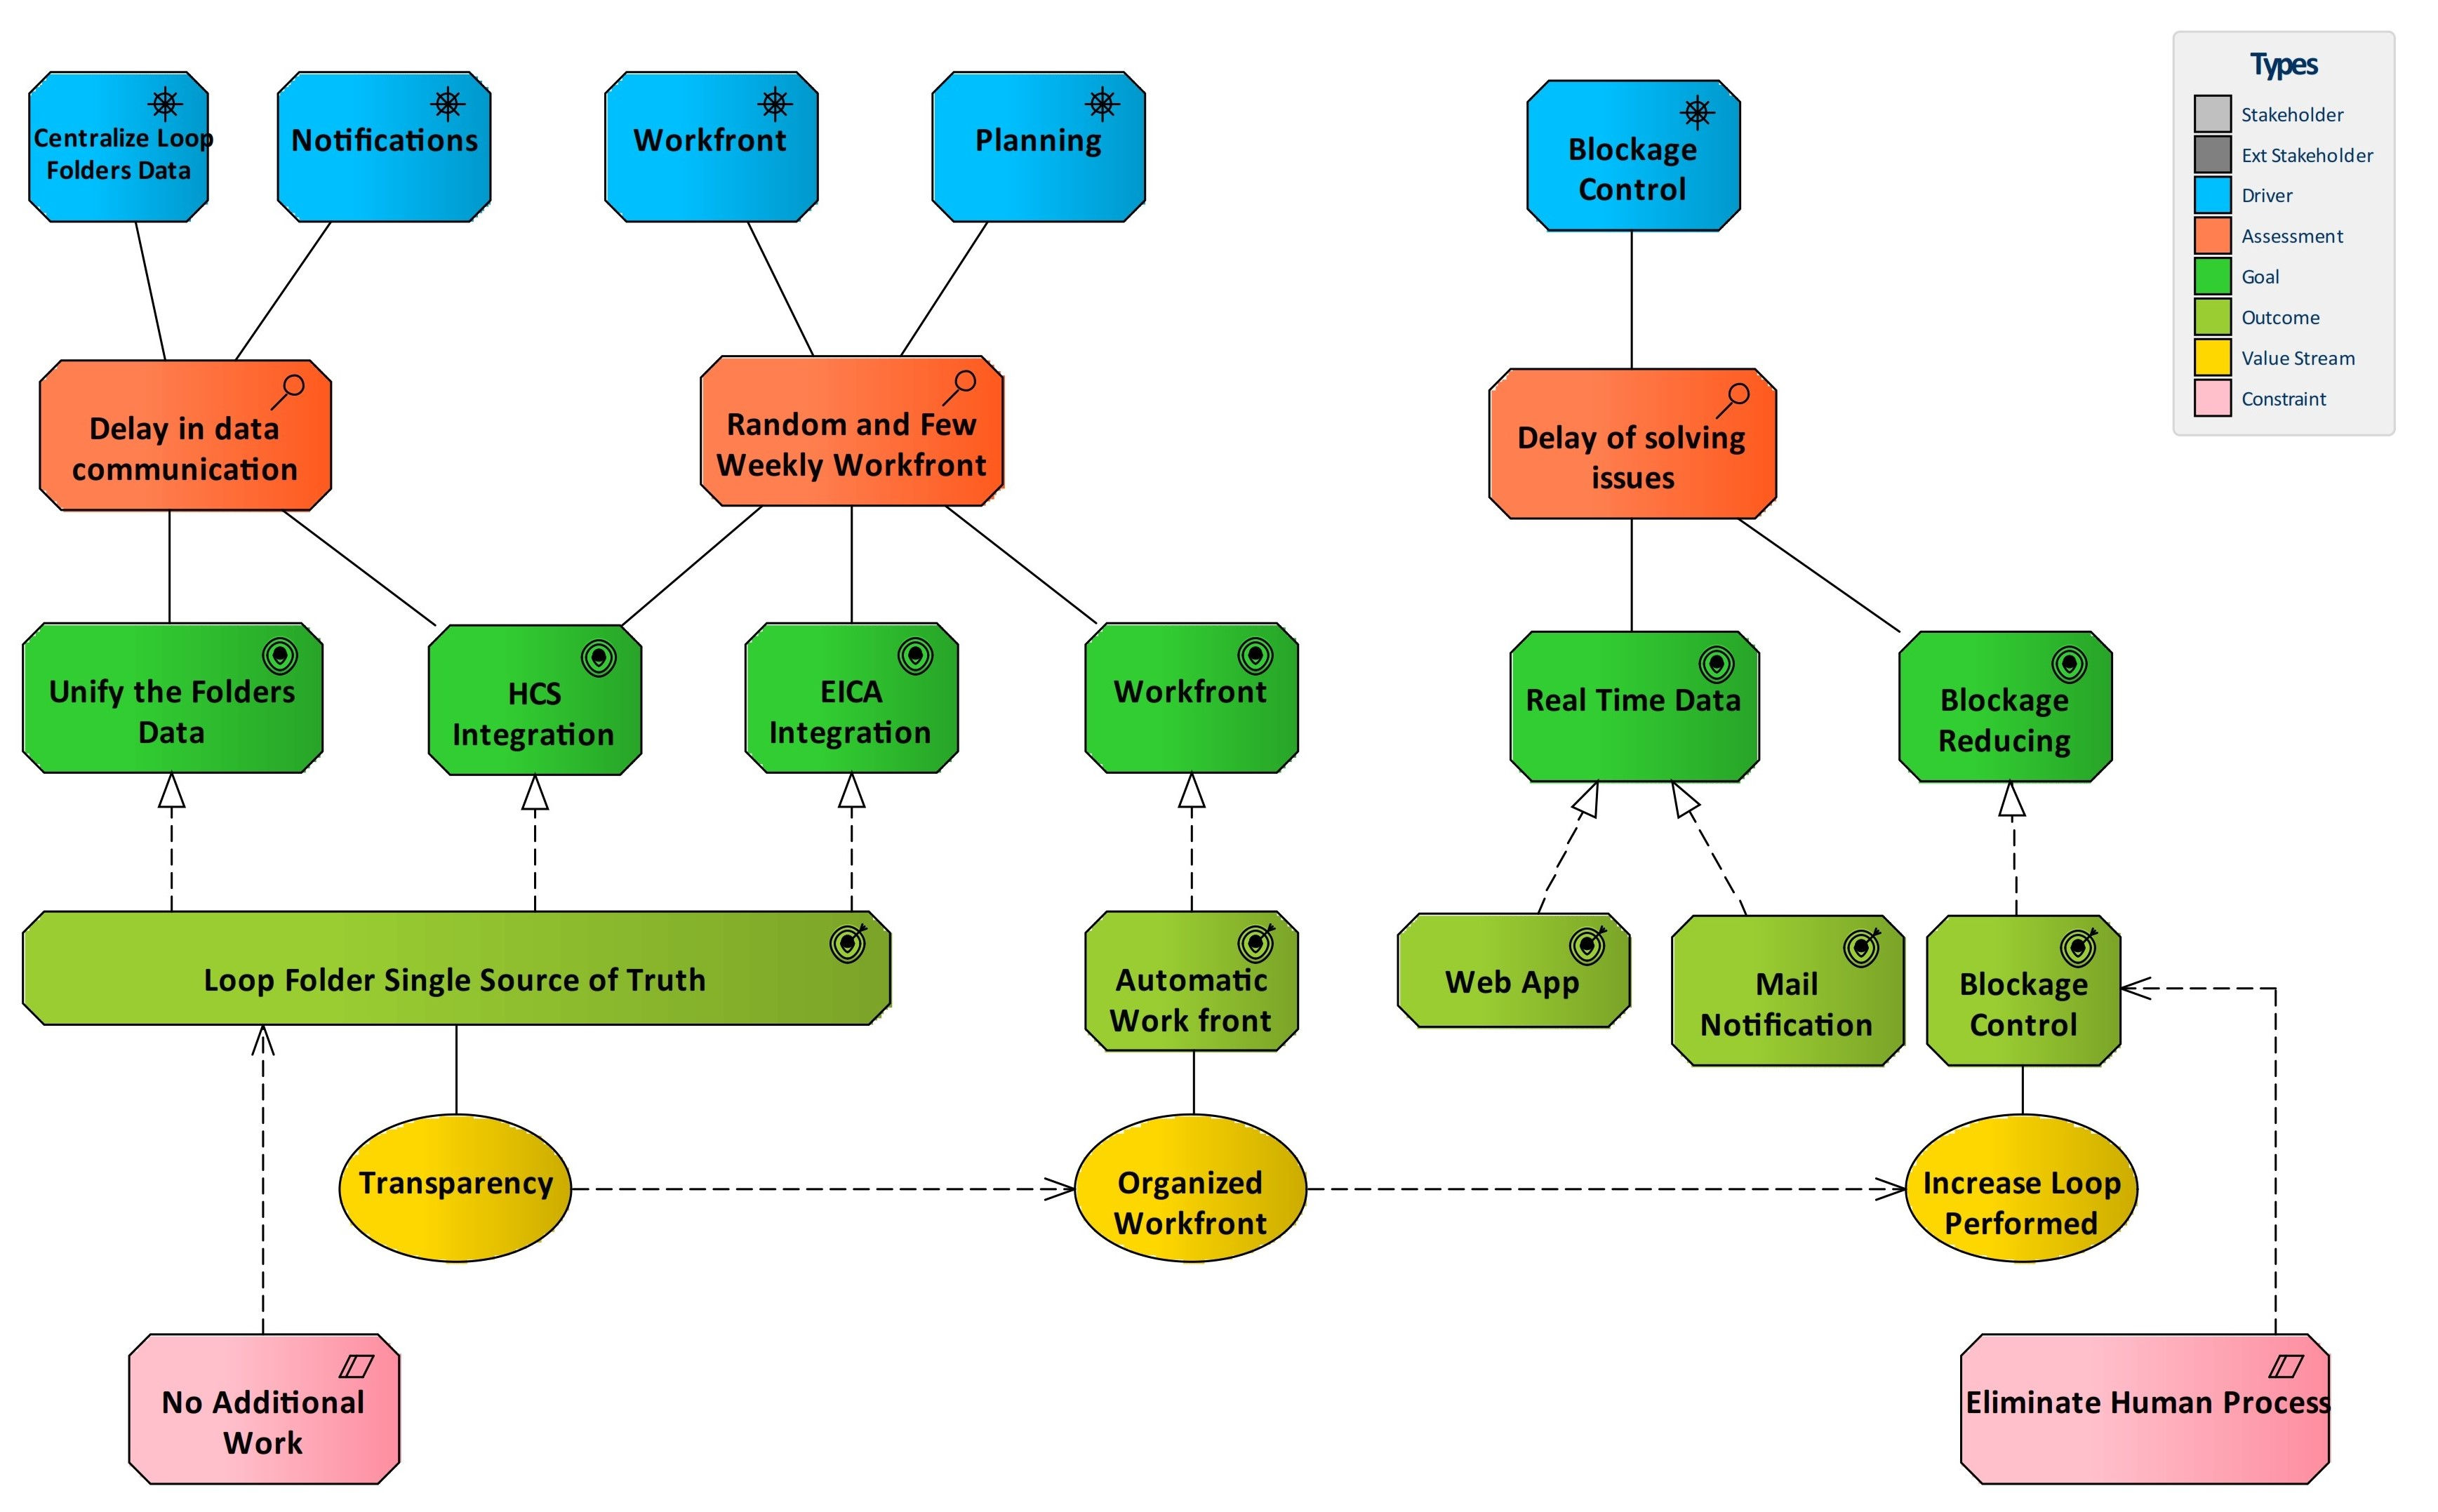 Types
Stakeholder
Ext Stakeholder
Driver
Assessment
Goal
Outcome
Value Stream
Constraint
Centralize Loop
Folders Data
Notifications
Workfront
Planning
Blockage
Control
Delay in data
communication
Random and Few
Weekly Workfront
Delay of solving
issues
Unify the Folders
Data
HCS
Integration
EICA
Integration
Workfront
Real Time Data
Blockage
Reducing
Loop Folder Single Source of Truth
Automatic
Work front
Web App
Mail
Notification
Blockage
Control
Transparency
Organized
Workfront
Increase Loop
Performed
No Additional
Work
Eliminate Human Process